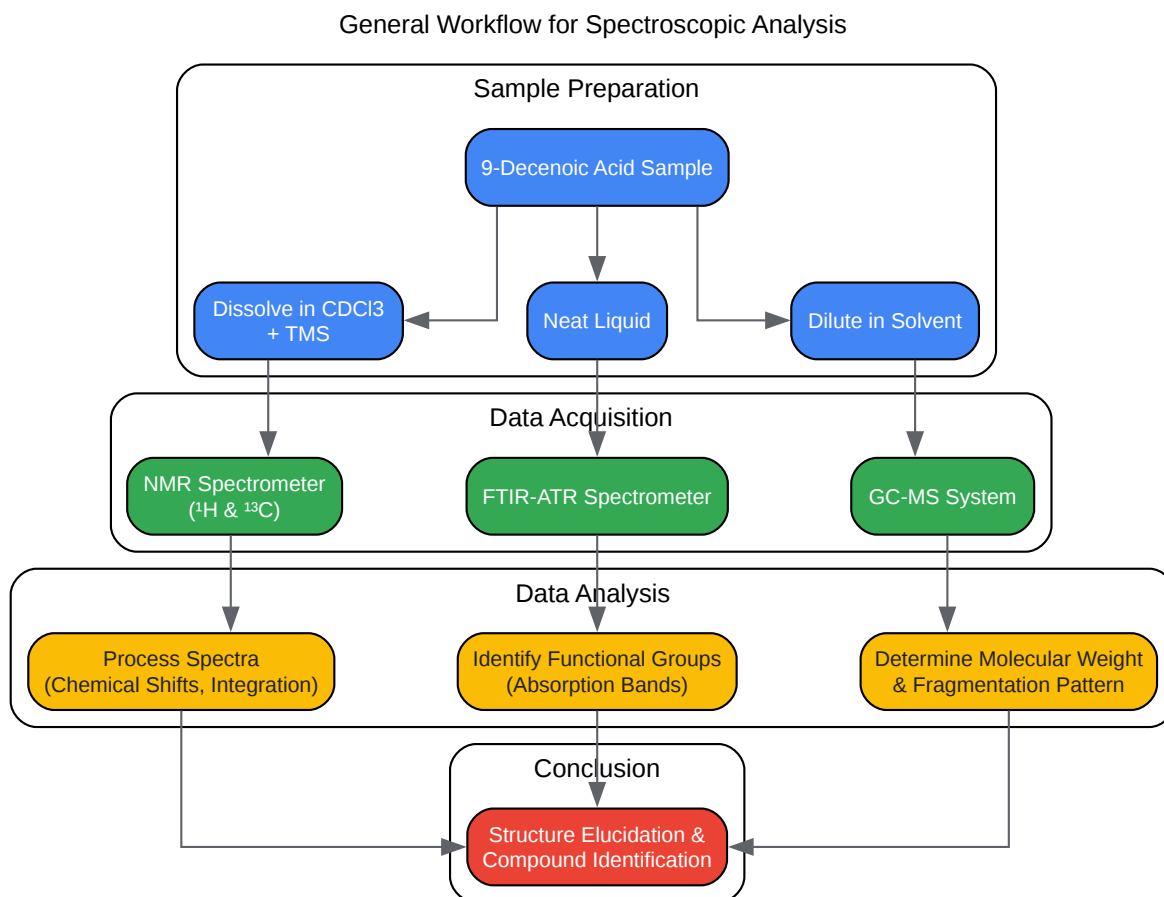 General Workflow for Spectroscopic Analysis
Sample Preparation
9-Decenoic Acid Sample
Dissolve in CDCl3
+ TMS
Neat Liquid
Dilute in Solvent
Data Acquisition
NMR Spectrometer
(¹H & ¹³C)
FTIR-ATR Spectrometer
GC-MS System
Data Analysis
Process Spectra
(Chemical Shifts, Integration)
Identify Functional Groups
(Absorption Bands)
Determine Molecular Weight
& Fragmentation Pattern
Conclusion
Structure Elucidation &
Compound Identification